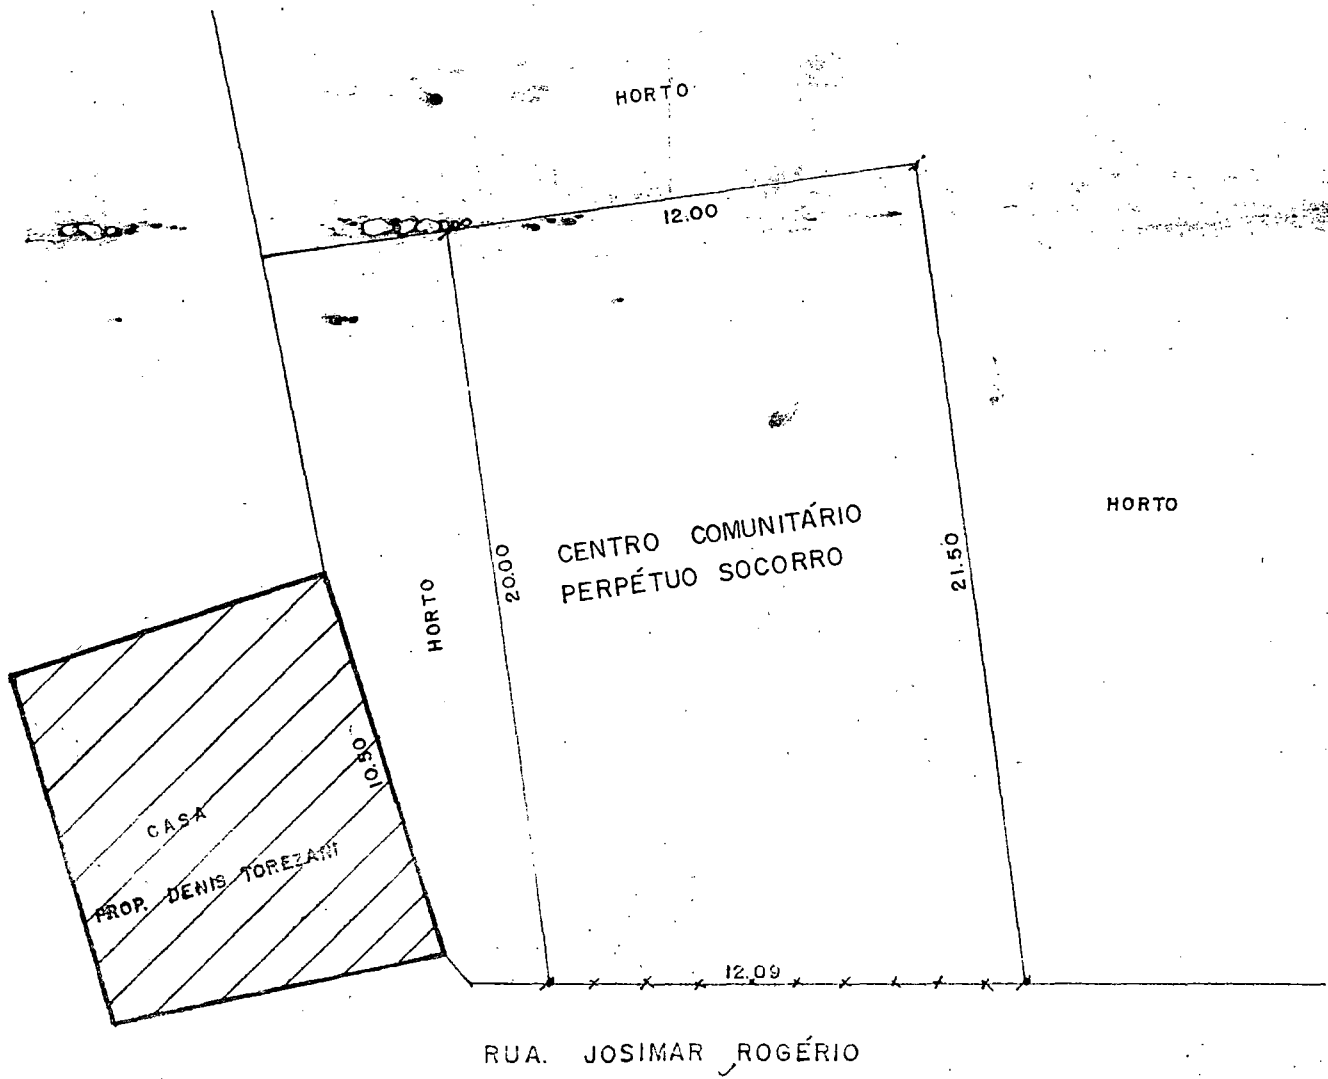 HORTO
12.00
CENTRO COMUNITÁRIO
PERPÉTUO SOCORRO
20.00
21.50
HORTO
HORTO
10.50
CASA
PROP. DENIS TOREZANI
12.09
RUA. JOSIMAR ROGÉRIO